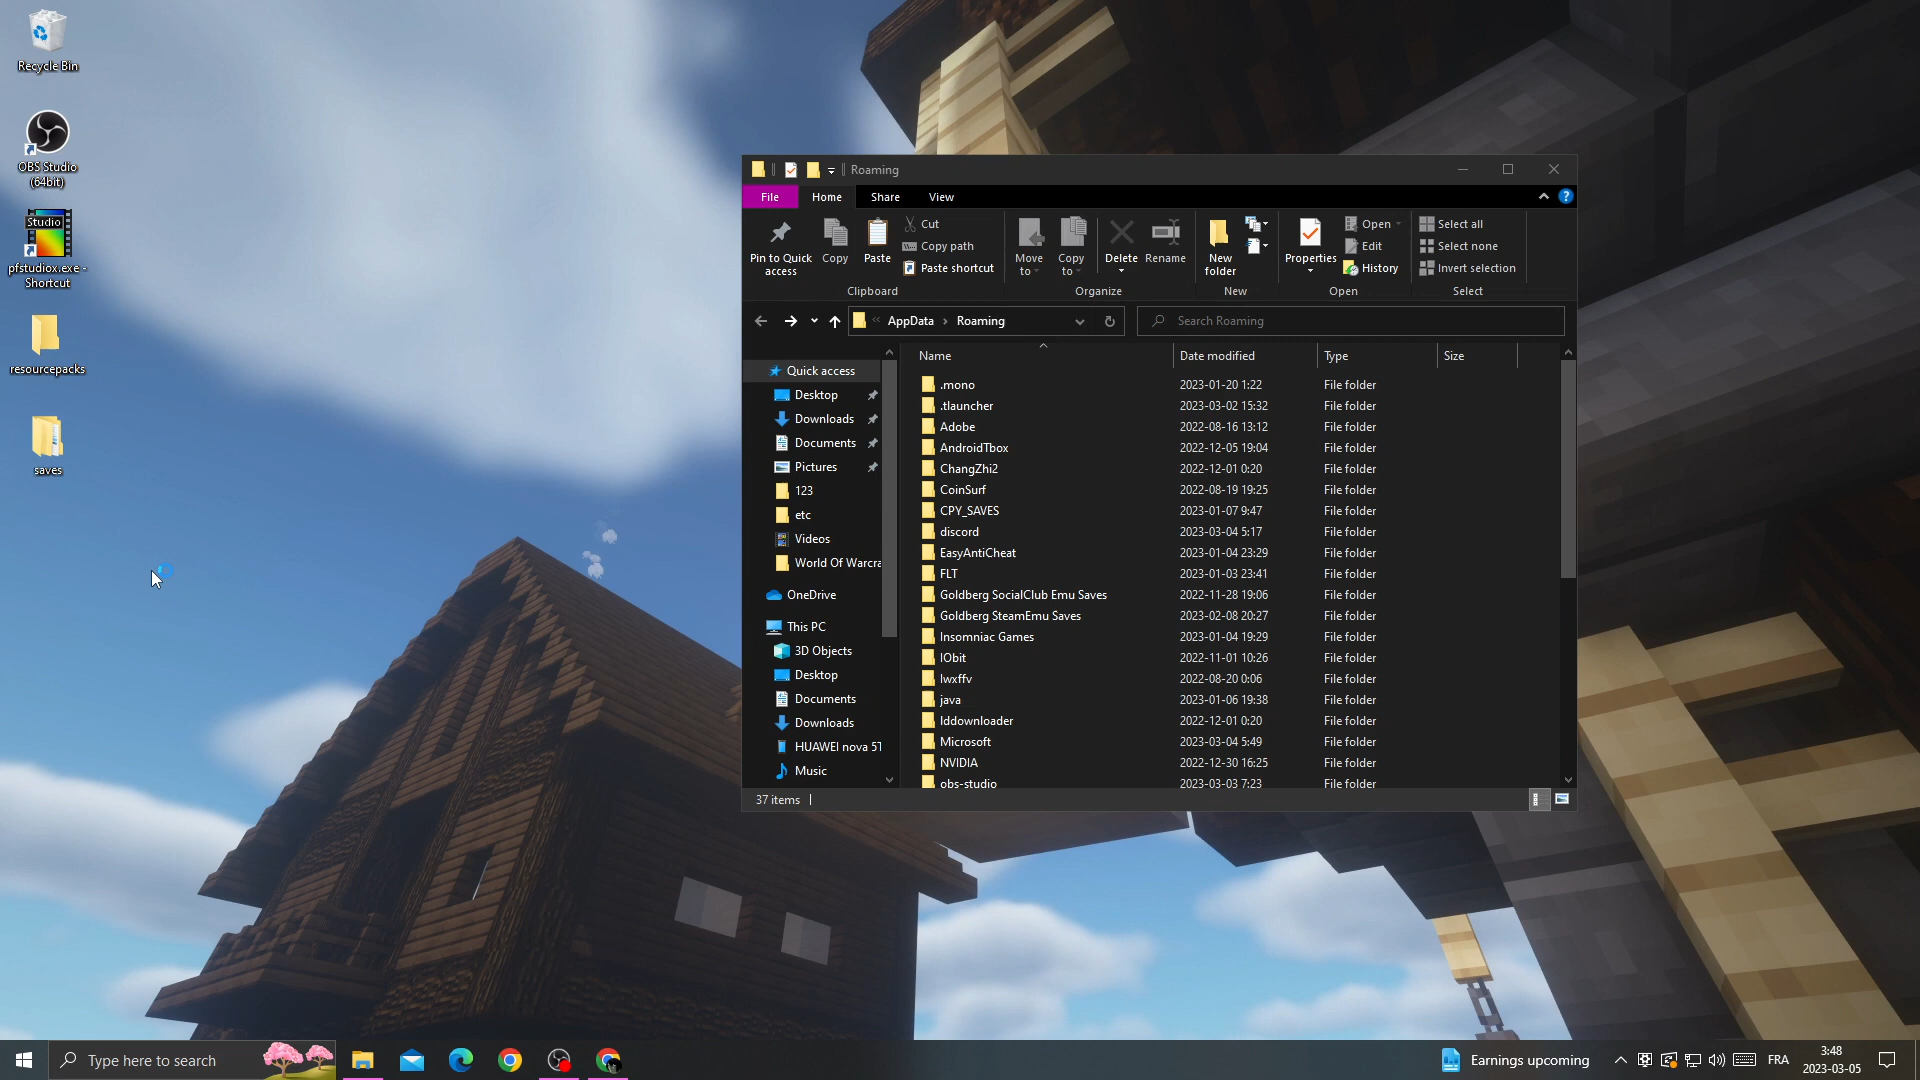 Recycle Bin
OBS Studio
(64bit)
Studio
pfstudiox.exe -
Shortcut
resourcepacks
saves
Roaming
File
Home
Share
View
Pin to Quick
access
Copy
Paste
Cut
Copy path
Paste shortcut
Clipboard
Move
to
Copy
to
Delete
Rename
Organize
New
folder
New
Properties
Open
Edit
History
Open
Select all
Select none
Invert selection
Select
« AppData › Roaming
Search Roaming
Quick access
Desktop
Downloads
Documents
Pictures
123
etc
Videos
World Of Warcra
OneDrive
This PC
3D Objects
Desktop
Documents
Downloads
HUAWEI nova 5T
Music
Name Date modified Type Size
.mono 2023-01-20 1:22 File folder
.tlauncher 2023-03-02 15:32 File folder
Adobe 2022-08-16 13:12 File folder
AndroidTbox 2022-12-05 19:04 File folder
ChangZhi2 2022-12-01 0:20 File folder
CoinSurf 2022-08-19 19:25 File folder
CPY_SAVES 2023-01-07 9:47 File folder
discord 2023-03-04 5:17 File folder
EasyAntiCheat 2023-01-04 23:29 File folder
FLT 2023-01-03 23:41 File folder
Goldberg SocialClub Emu Saves 2022-11-28 19:06 File folder
Goldberg SteamEmu Saves 2023-02-08 20:27 File folder
Insomniac Games 2023-01-04 19:29 File folder
IObit 2022-11-01 10:26 File folder
lwxffv 2022-08-20 0:06 File folder
java 2023-01-06 19:38 File folder
lddownloader 2022-12-01 0:20 File folder
Microsoft 2023-03-04 5:49 File folder
NVIDIA 2022-12-30 16:25 File folder
obs-studio 2023-03-03 7:23 File folder
37 items
Type here to search
Earnings upcoming
FRA
3:48
2023-03-05